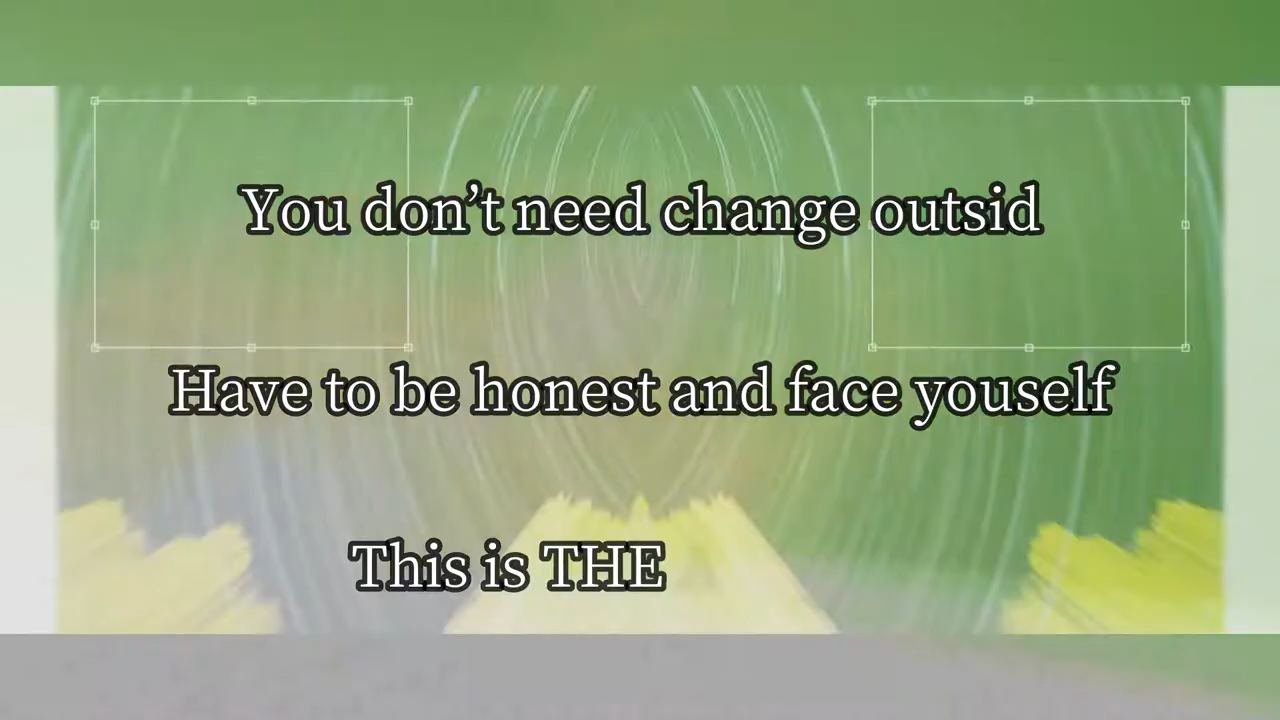 You don’t need change outsid
Have to be honest and face youself
This is THE